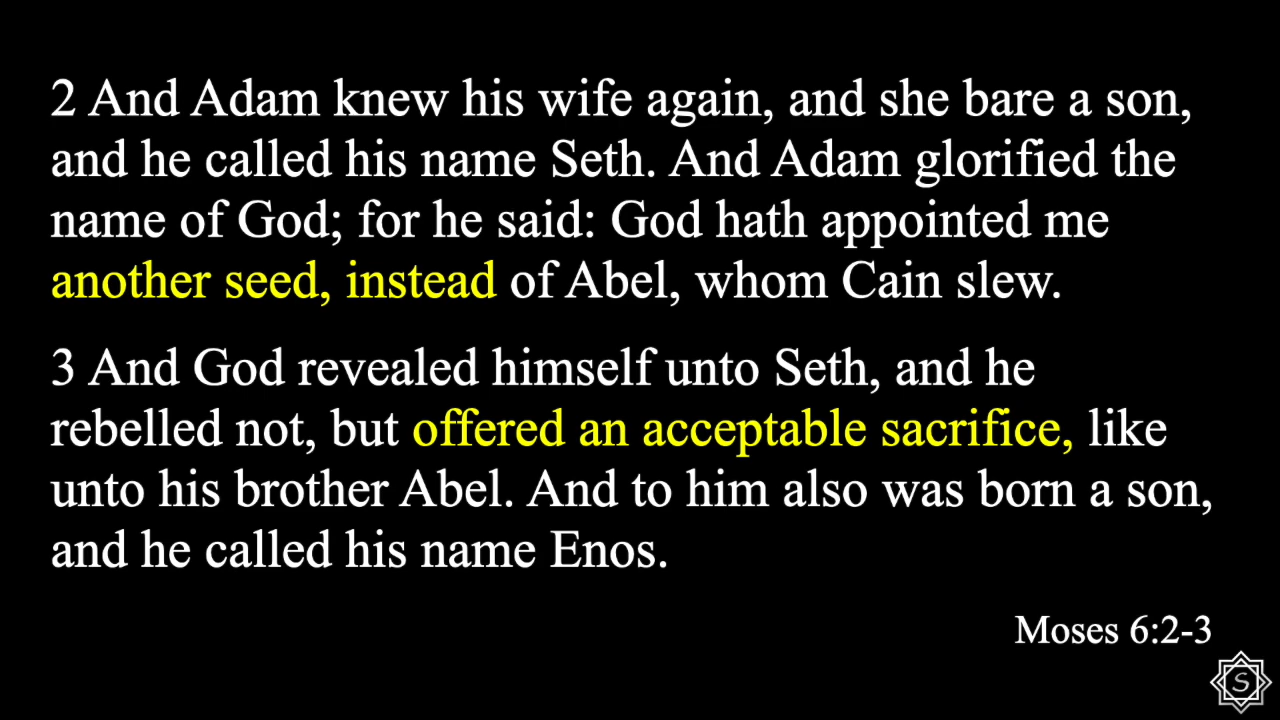 2 And Adam knew his wife again, and she bare a son,
and he called his name Seth. And Adam glorified the
name of God; for he said: God hath appointed me
another seed, instead of Abel, whom Cain slew.
3 And God revealed himself unto Seth, and he
rebelled not, but offered an acceptable sacrifice, like
unto his brother Abel. And to him also was born a son,
and he called his name Enos.
Moses 6:2-3
S